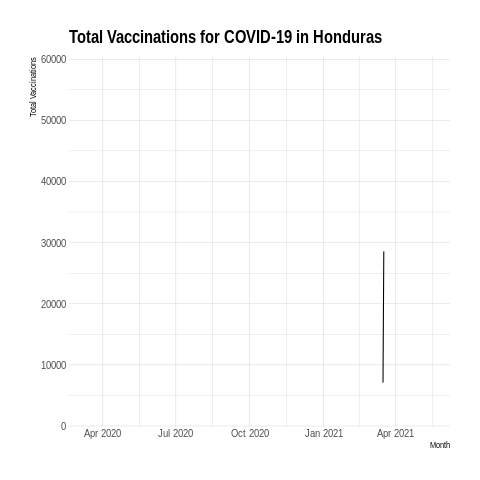 Total Vaccinations for COVID-19 in Honduras
Total Vaccinations
60000
50000
40000
30000
20000
10000
0
Apr 2020 Jul 2020 Oct 2020 Jan 2021 Apr 2021
Month